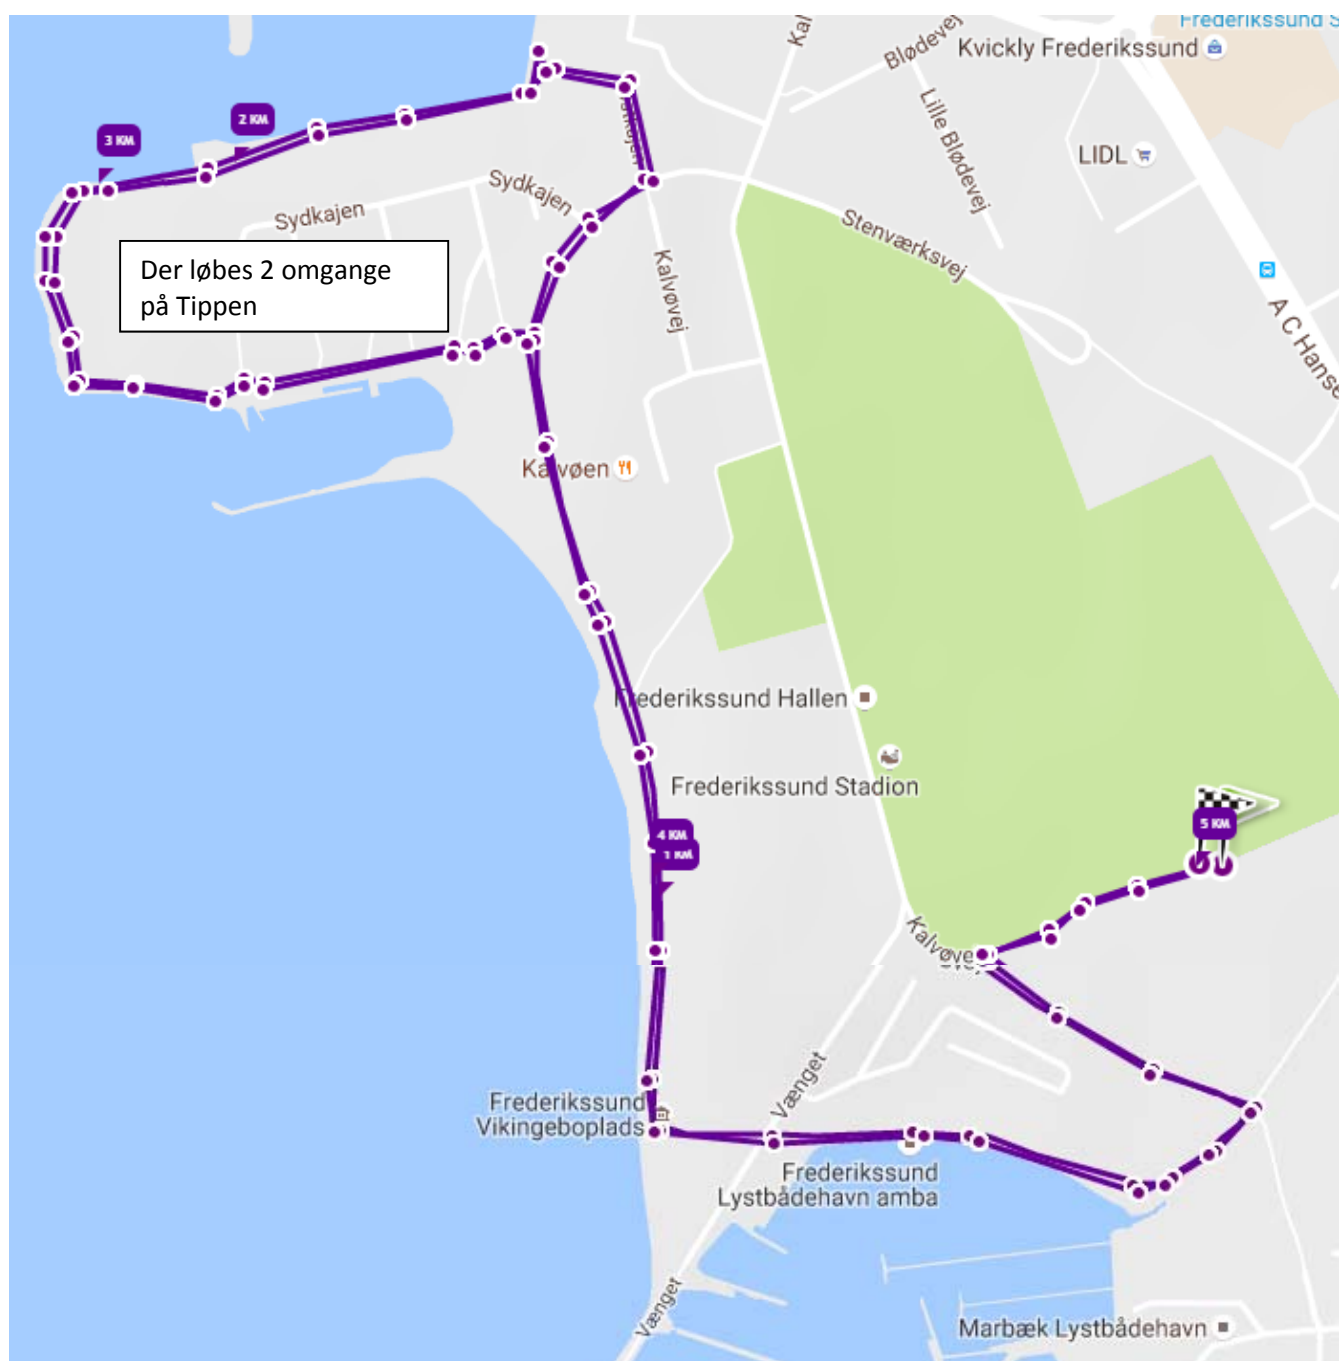 Frederikssund S
Kvickly Frederikssund
Blødevej
Lille Blødevej
LIDL
3 KM
2 KM
Sydkajen
Sydkajen
Stenværksvej
A C Hanse
Der løbes 2 omgange
på Tippen
Kalvøvej
Kalvøen
Frederikssund Hallen
Frederikssund Stadion
4 KM
1 KM
5 KM
Kalvøvej
Vænget
Frederikssund
Vikingeboplads
Frederikssund
Lystbådehavn amba
Vænget
Marbæk Lystbådehavn